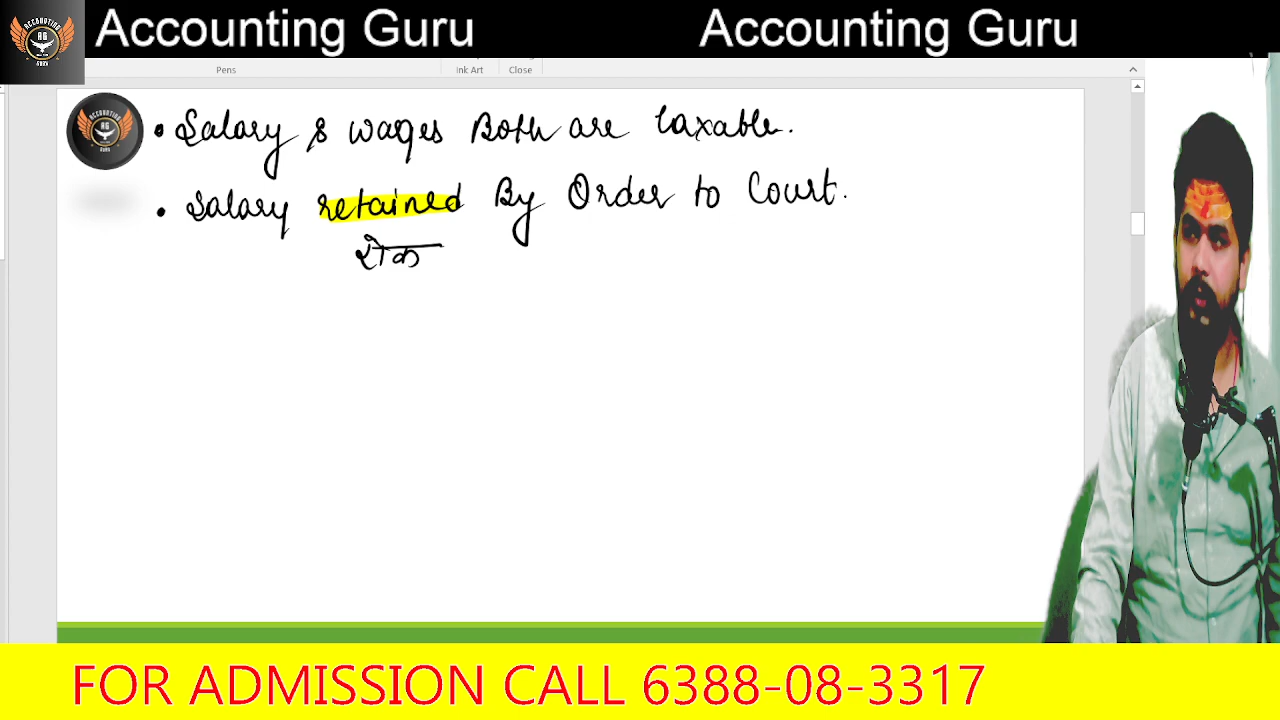 Accounting Guru Accounting Guru
Pens Ink Art Close
• Salary & wages Both are taxable.
• Salary retained By Order to Court.
रोक
FOR ADMISSION CALL 6388-08-3317